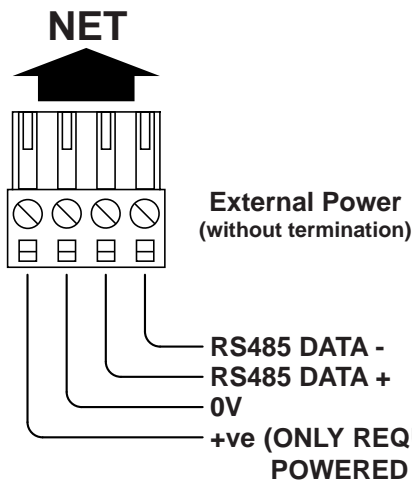 NET
External Power
(without termination)
RS485 DATA -
RS485 DATA +
0V
+ve (ONLY REQ
POWERED